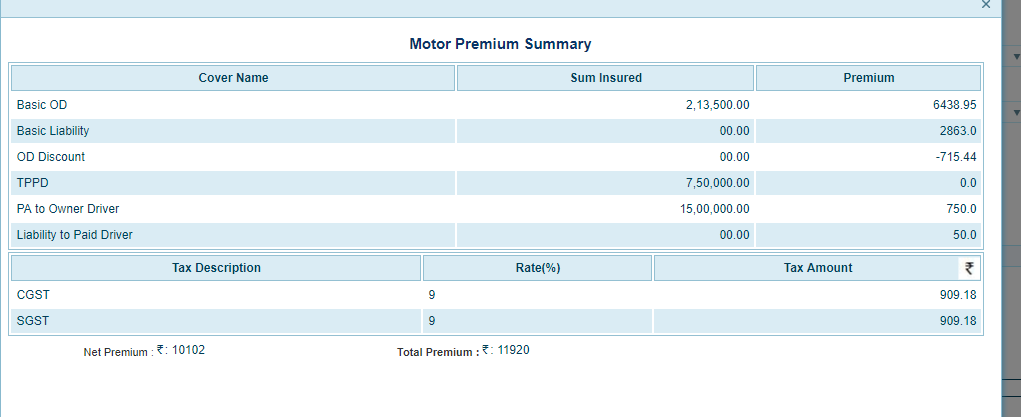 ×
Motor Premium Summary
Cover Name Sum Insured Premium
Basic OD 2,13,500.00 6438.95
Basic Liability 00.00 2863.0
OD Discount 00.00 -715.44
TPPD 7,50,000.00 0.0
PA to Owner Driver 15,00,000.00 750.0
Liability to Paid Driver 00.00 50.0
Tax Description Rate(%) Tax Amount ₹
CGST 9 909.18
SGST 9 909.18
Net Premium : ₹: 10102 Total Premium : ₹: 11920